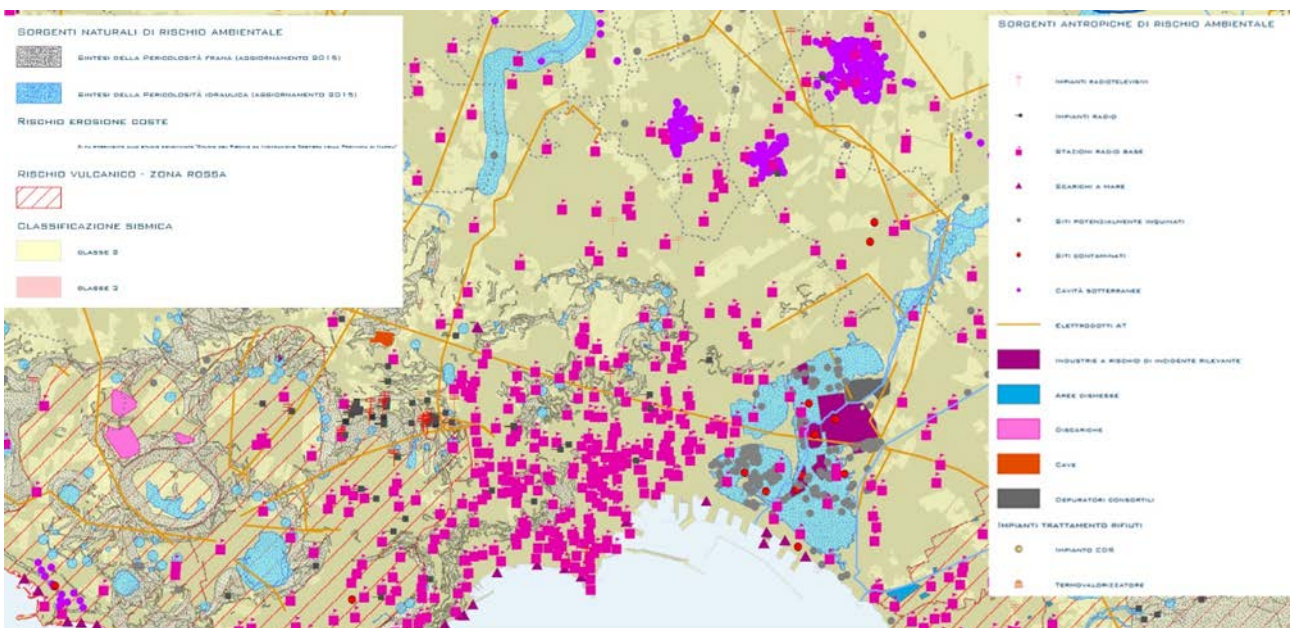 SORGENTI NATURALI DI RISCHIO AMBIENTALE
SINTESI DELLA PERICOLOSITÀ FRANA (AGGIORNAMENTO 2015)
SINTESI DELLA PERICOLOSITÀ IDRAULICA (AGGIORNAMENTO 2015)
RISCHIO EROSIONE COSTE
RISCHIO VULCANICO - ZONA ROSSA
CLASSIFICAZIONE SISMICA
CLASSE
CLASSE
SORGENTI ANTROPICHE DI RISCHIO AMBIENTALE
IMPIANTI RADIOTELEVISIVI
IMPIANTI RADIO
STAZIONI RADIO BASE
SCARICHI A MARE
SITI POTENZIALMENTE INQUINATI
SITI CONTAMINATI
CAVITÀ SOTTERRANEE
ELETTRODOTTI AT
INDUSTRIE A RISCHIO DI INCIDENTE RILEVANTE
AREE DISMESSE
DISCARICHE
CAVE
DEPURATORI CONSORTILI
IMPIANTI TRATTAMENTO RIFIUTI
IMPIANTO CDR
TERMOVALORIZZATORE